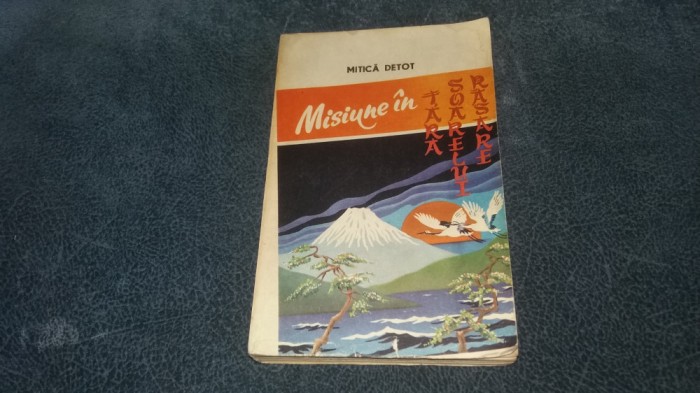 MITICĂ DETOT
Misiune în
ȚARA
SOARELUI
RĂSARE